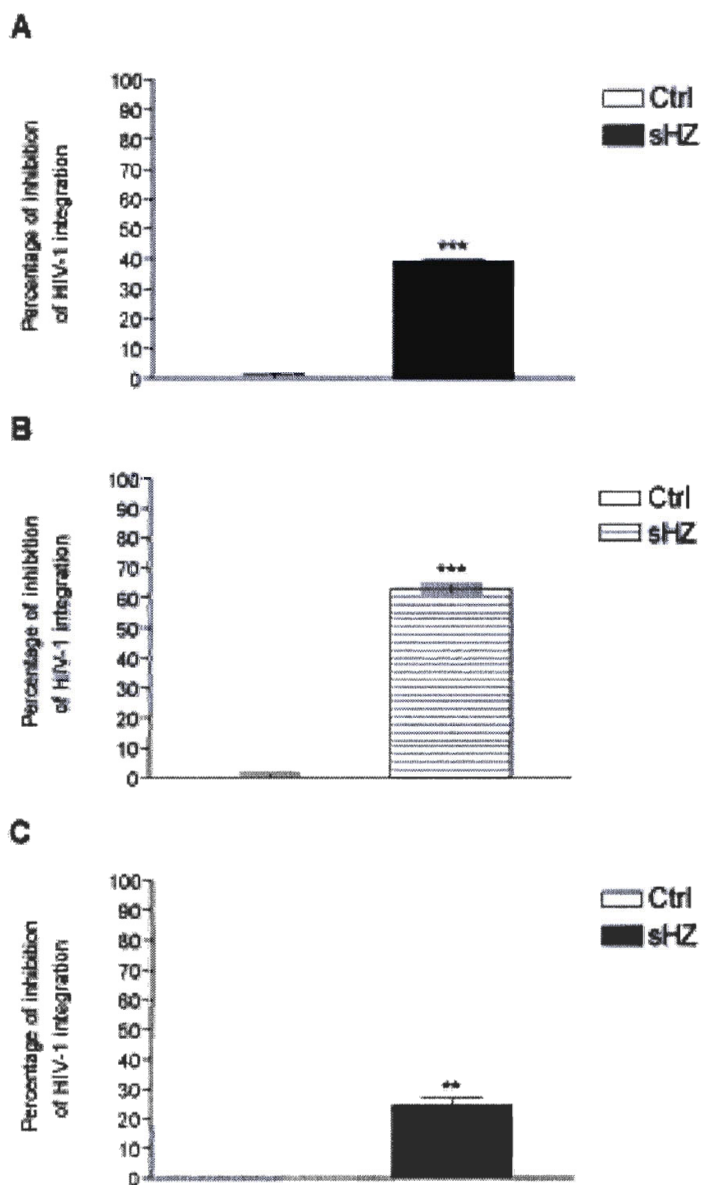 A
Percentage of inhibition
of HIV-1 integration
100
90
80
70
60
50
40
30
20
10
0
***
Ctrl
sHZ
B
Percentage of inhibition
of HIV-1 integration
100
90
80
70
60
50
40
30
20
10
0
***
Ctrl
sHZ
C
Percentage of inhibition
of HIV-1 integration
100
90
80
70
60
50
40
30
20
10
0
**
Ctrl
sHZ